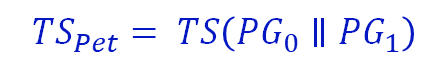 TS_Pet = TS(PG_0 ∥ PG_1)